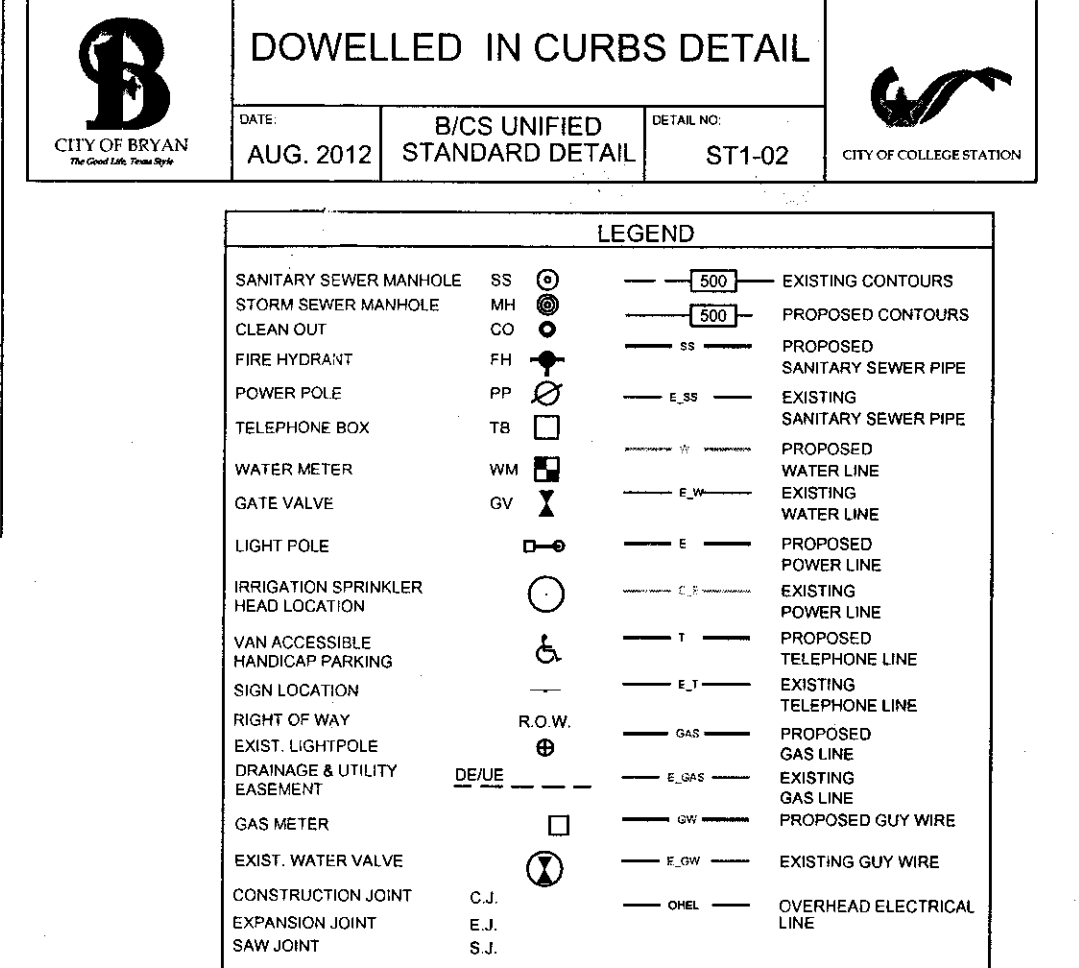 CITY OF BRYAN
The Good Life, Texas Style
DOWELLED IN CURBS DETAIL
DATE:
AUG. 2012
B/CS UNIFIED
STANDARD DETAIL
DETAIL NO:
ST1-02
CITY OF COLLEGE STATION
LEGEND
SANITARY SEWER MANHOLE SS
STORM SEWER MANHOLE MH
CLEAN OUT CO
FIRE HYDRANT FH
POWER POLE PP
TELEPHONE BOX TB
WATER METER WM
GATE VALVE GV
LIGHT POLE
IRRIGATION SPRINKLER
HEAD LOCATION
VAN ACCESSIBLE
HANDICAP PARKING
SIGN LOCATION
RIGHT OF WAY R.O.W.
EXIST. LIGHTPOLE
DRAINAGE & UTILITY DE/UE
EASEMENT
GAS METER
EXIST. WATER VALVE
CONSTRUCTION JOINT C.J.
EXPANSION JOINT E.J.
SAW JOINT S.J.
500 EXISTING CONTOURS
500 PROPOSED CONTOURS
SS PROPOSED
SANITARY SEWER PIPE
E_SS EXISTING
SANITARY SEWER PIPE
W PROPOSED
WATER LINE
E_W EXISTING
WATER LINE
E PROPOSED
POWER LINE
EXISTING
POWER LINE
T PROPOSED
TELEPHONE LINE
E_T EXISTING
TELEPHONE LINE
GAS PROPOSED
GAS LINE
E_GAS EXISTING
GAS LINE
GW PROPOSED GUY WIRE
E_GW EXISTING GUY WIRE
OHEL OVERHEAD ELECTRICAL
LINE